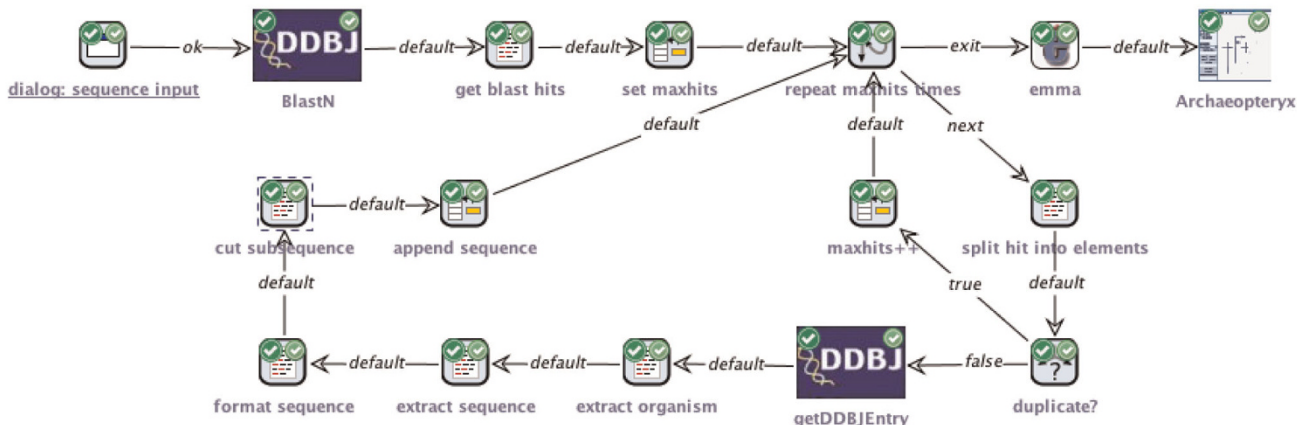 ok
DDBJ
default
default
default
exit
default
dialog: sequence input
BlastN
get blast hits
set maxhits
repeat maxhits times
emma
Archaeopteryx
default
default
next
default
cut subsequence
append sequence
maxhits++
split hit into elements
default
true
default
default
default
default
DDBJ
false
?
format sequence
extract sequence
extract organism
getDDBJEntry
duplicate?